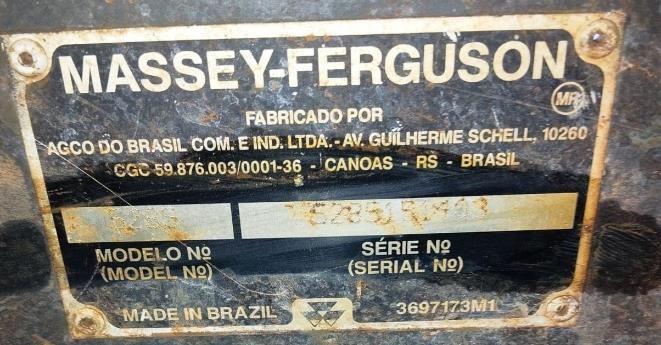 MASSEY-FERGUSON
MR
FABRICADO POR
AGCO DO BRASIL COM. E IND. LTDA. - AV. GUILHERME SCHELL, 10260
CGC 59.876.003/0001-36 - CANOAS - RS - BRASIL
MODELO Nº
(MODEL Nº)
SÉRIE Nº
(SERIAL Nº)
MADE IN BRAZIL
3697173M1